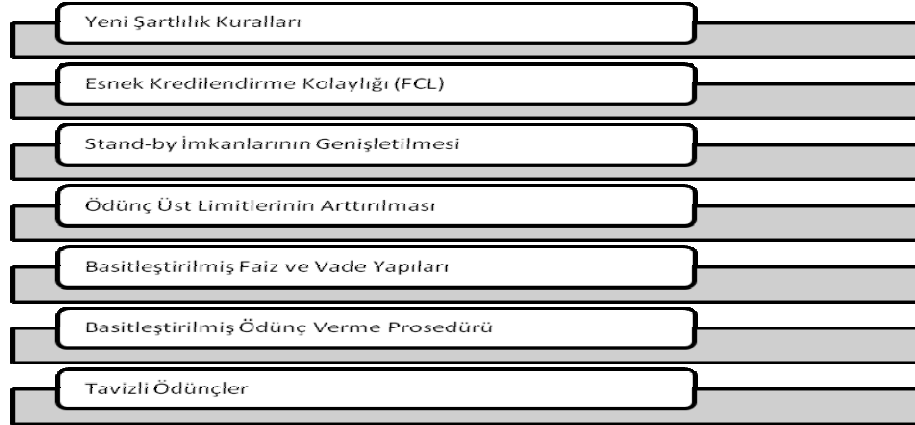 Yeni Şartlılık Kuralları
Esnek Kredilendirme Kolaylığı (FCL)
Stand-by İmkanlarının Genişletilmesi
Ödünç Üst Limitlerinin Arttırılması
Basitleştirilmiş Faiz ve Vade Yapıları
Basitleştirilmiş Ödünç Verme Prosedürü
Tavizli Ödünçler